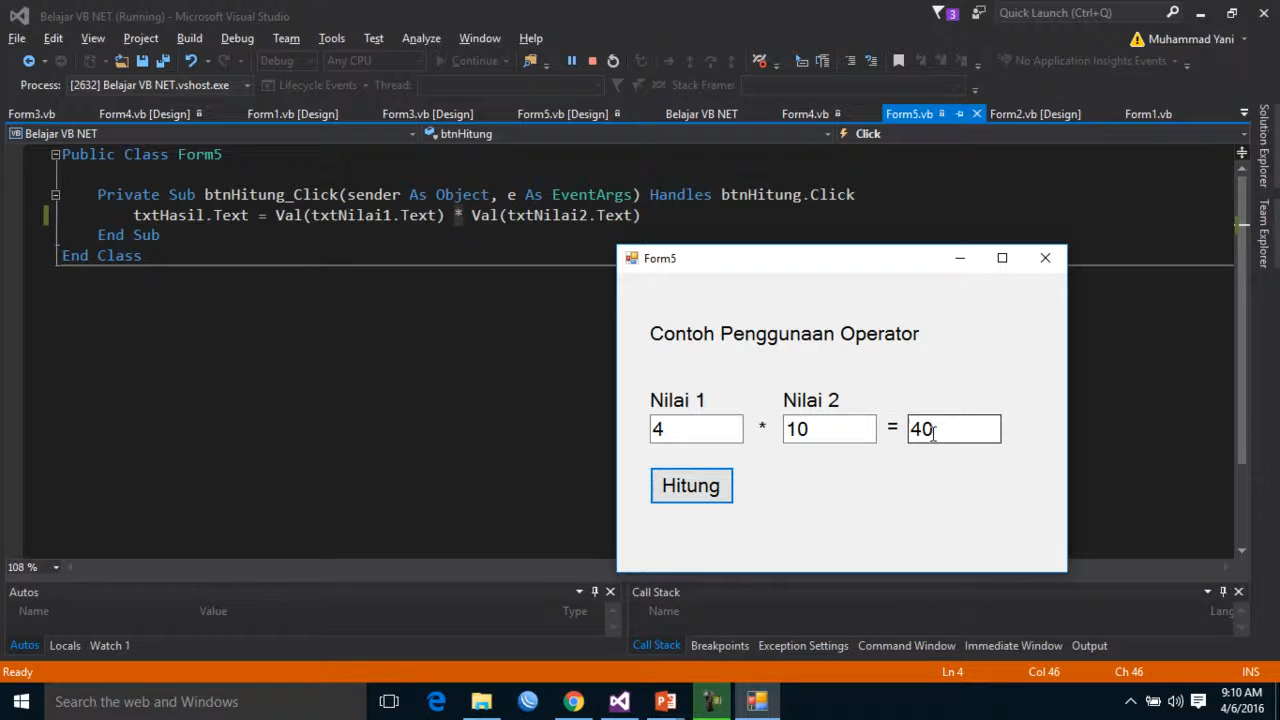 Belajar VB NET (Running) - Microsoft Visual Studio
3
Quick Launch (Ctrl+Q)
File Edit View Project Build Debug Team Tools Test Analyze Window Help
Muhammad Yani
Debug Any CPU Continue No Application Insights Events
Process: [2632] Belajar VB NET.vshost.exe Lifecycle Events Thread: Stack Frame:
Form3.vb Form4.vb [Design] Form1.vb [Design] Form3.vb [Design] Form5.vb [Design] Belajar VB NET Form4.vb Form5.vb Form2.vb [Design] Form1.vb
VB Belajar VB NET btnHitung Click
Public Class Form5
Private Sub btnHitung_Click(sender As Object, e As EventArgs) Handles btnHitung.Click
txtHasil.Text = Val(txtNilai1.Text) * Val(txtNilai2.Text)
End Sub
End Class
Solution Explorer
Team Explorer
Form5
Contoh Penggunaan Operator
Nilai 1 Nilai 2
4 * 10 = 40
Hitung
108 %
Autos
Name Value Type
Call Stack
Name Lang
Autos Locals Watch 1
Call Stack Breakpoints Exception Settings Command Window Immediate Window Output
Ready Ln 4 Col 46 Ch 46 INS
Search the web and Windows
9:10 AM
4/6/2016